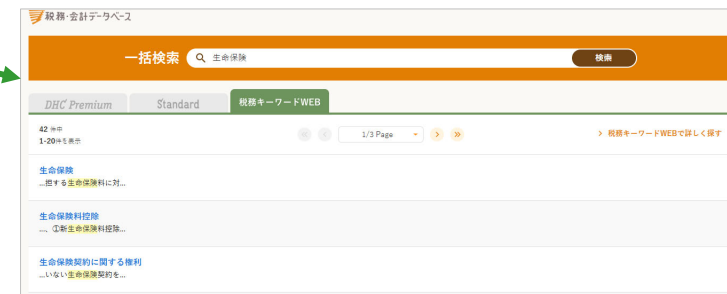 税務・会計データベース
一括検索 生命保険 検索
DHC Premium Standard 税務キーワードWEB
42 件中
1-20件を表示
1/3 Page
> 税務キーワードWEBで詳しく探す
生命保険
...担する生命保険料に対...
生命保険料控除
...、①新生命保険料控除...
生命保険契約に関する権利
...いない生命保険契約を...